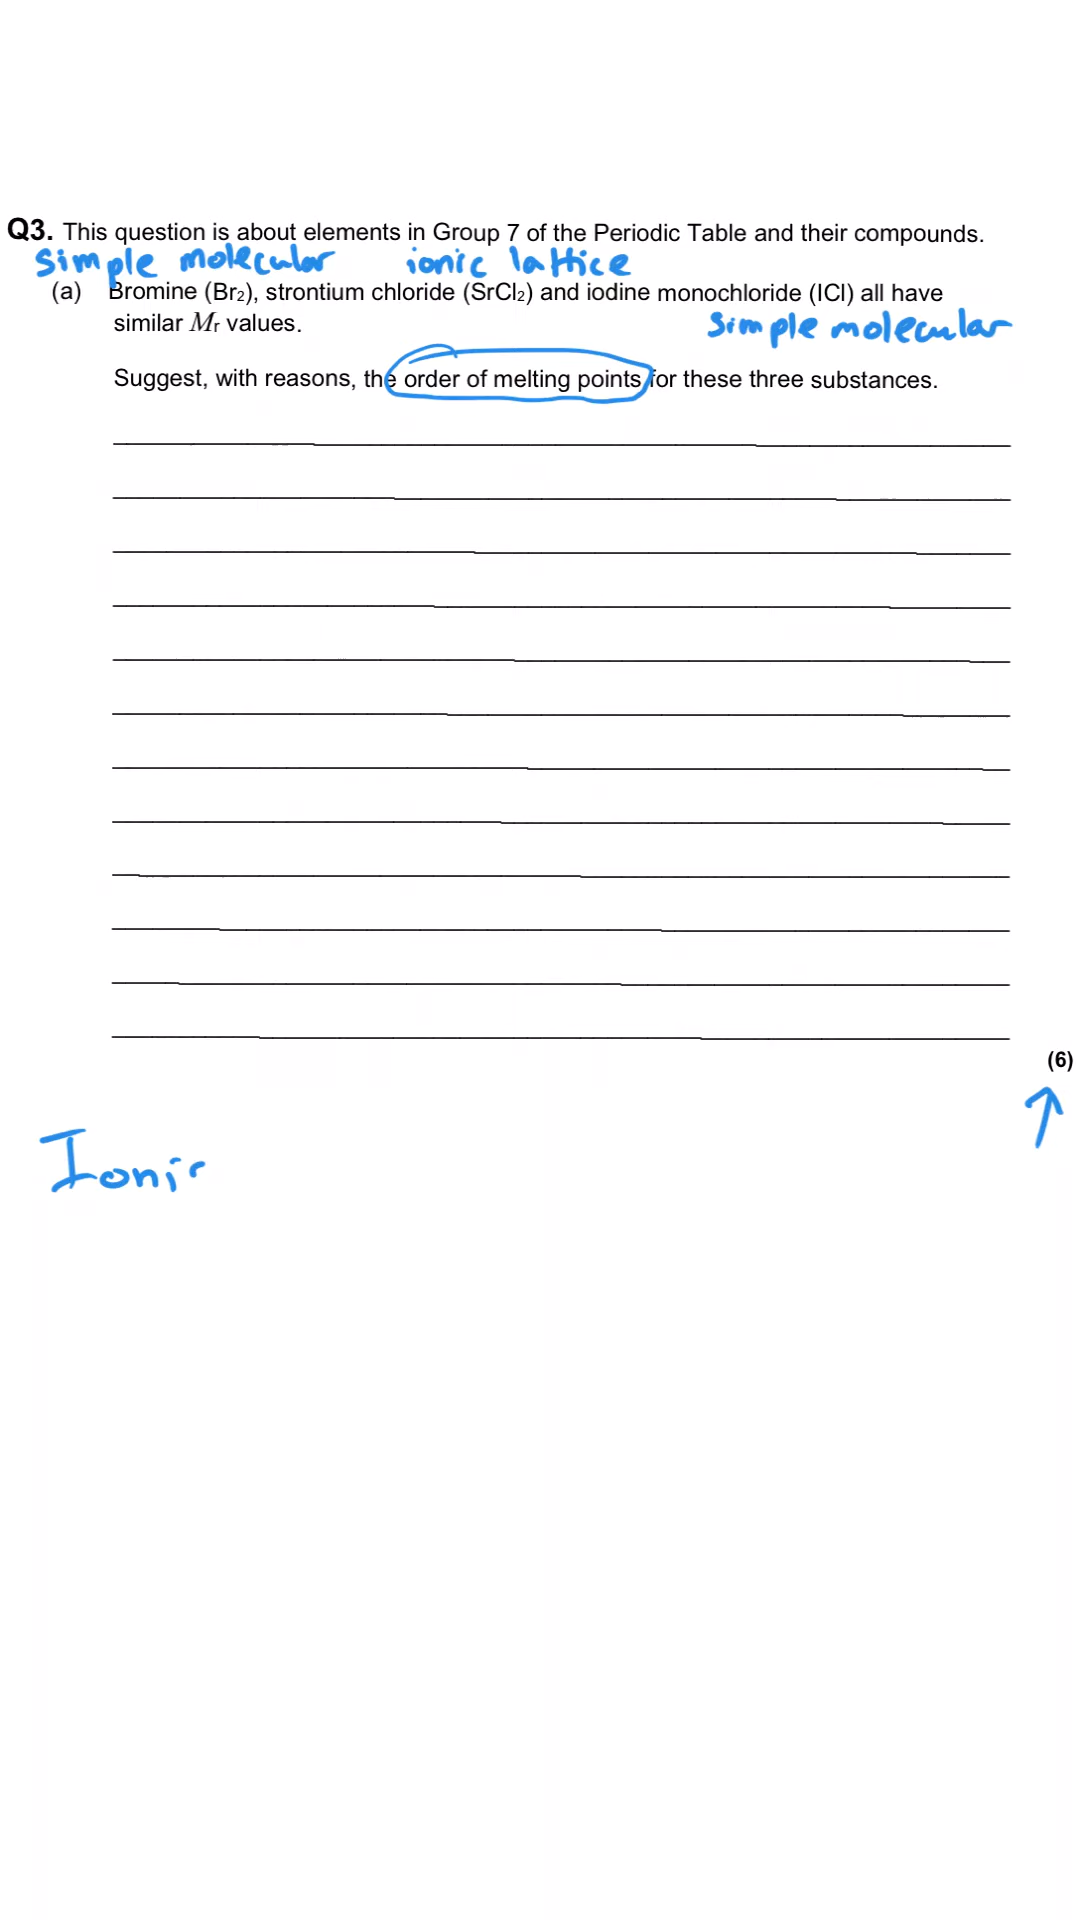 Q3. This question is about elements in Group 7 of the Periodic Table and their compounds.
simple molecular ionic lattice
(a) Bromine (Br2), strontium chloride (SrCl2) and iodine monochloride (ICl) all have
similar Mr values.
simple molecular
Suggest, with reasons, the order of melting points for these three substances.
(6)
Ionic